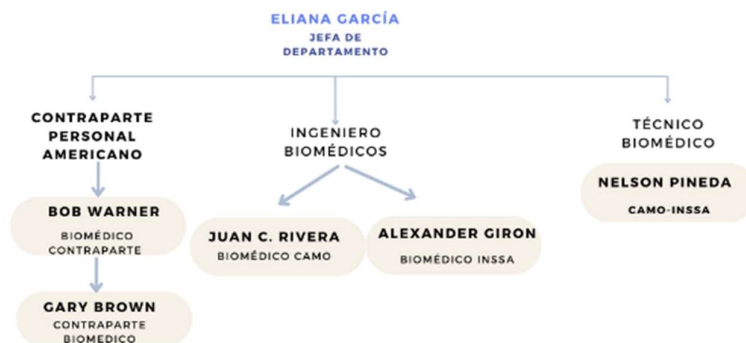 ELIANA GARCÍA
JEFA DE
DEPARTAMENTO
CONTRAPARTE
PERSONAL
AMERICANO
BOB WARNER
BIOMÉDICO
CONTRAPARTE
GARY BROWN
CONTRAPARTE
BIOMEDICO
INGENIERO
BIOMÉDICOS
JUAN C. RIVERA
BIOMÉDICO CAMO
ALEXANDER GIRON
BIOMÉDICO INSSA
TÉCNICO
BIOMÉDICO
NELSON PINEDA
CAMO-INSSA